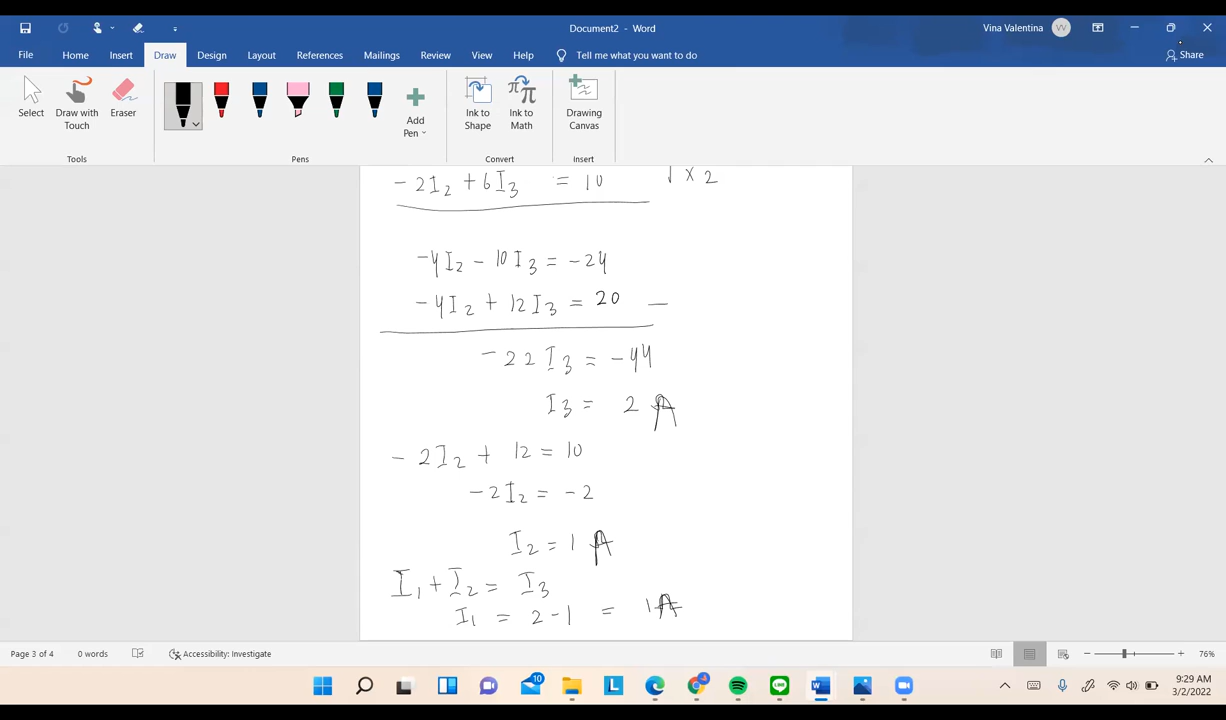 Document2 - Word
Vina Valentina
VV
File
Home
Insert
Draw
Design
Layout
References
Mailings
Review
View
Help
Tell me what you want to do
Share
Select
Draw with Touch
Eraser
Add Pen
Ink to Shape
Ink to Math
Drawing Canvas
Tools
Pens
Convert
Insert
- 2I₂ + 6I₃ = 10 × 2
-4I₂ - 10I₃ = -24
-4I₂ + 12I₃ = 20 —
-22I₃ = -44
I₃ = 2 A
- 2I₂ + 12 = 10
-2I₂ = -2
I₂ = 1 A
I₁ + I₂ = I₃
I₁ = 2 - 1 = 1A
Page 3 of 4
0 words
Accessibility: Investigate
76%
10
4
9:29 AM
3/2/2022